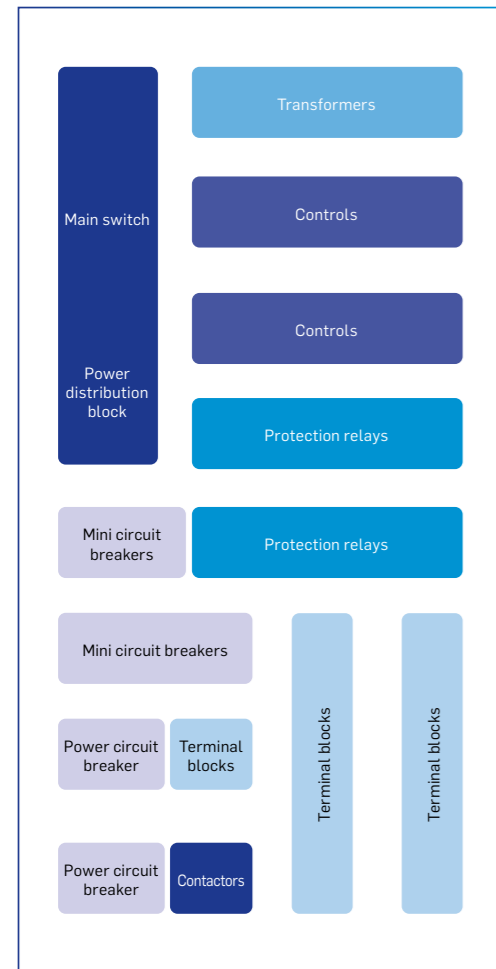 Transformers
Main switch
Controls
Controls
Power
distribution
block
Protection relays
Mini circuit
breakers
Protection relays
Mini circuit breakers
Terminal blocks
Terminal blocks
Power circuit
breaker
Terminal
blocks
Power circuit
breaker
Contactors